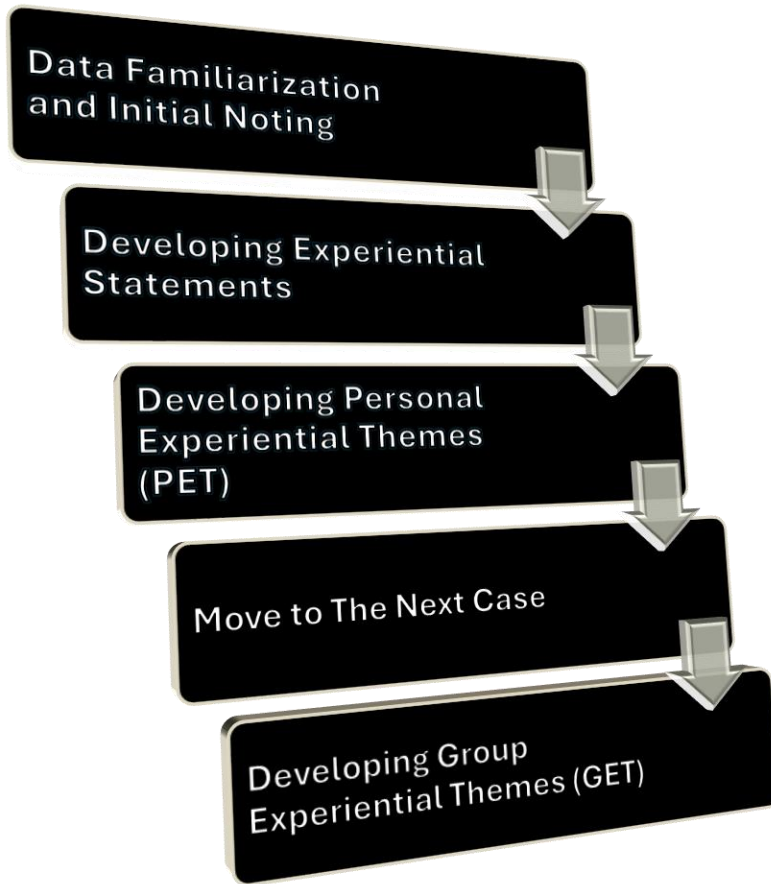 Data Familiarization
and Initial Noting
Developing Experiential
Statements
Developing Personal
Experiential Themes
(PET)
Move to The Next Case
Developing Group
Experiential Themes (GET)